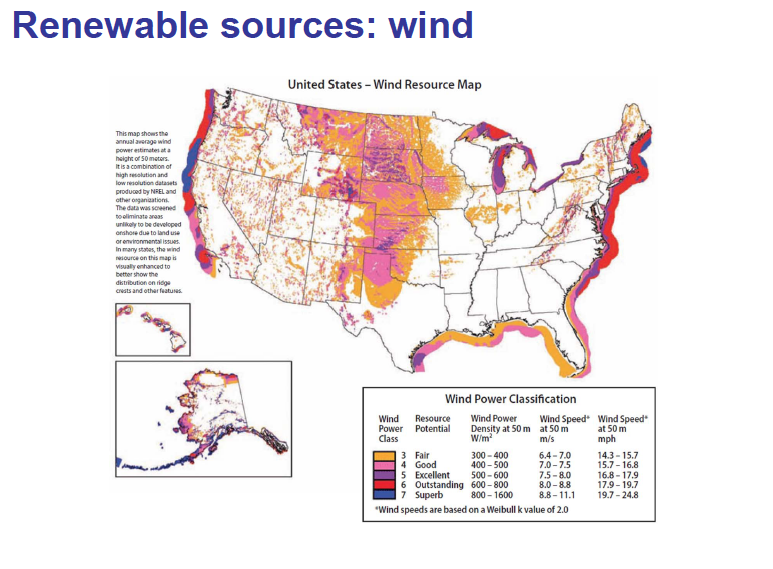 Renewable sources: wind
United States – Wind Resource Map
This map shows the
annual average wind
power estimates at a
height of 50 meters.
It is a combination of
high resolution and
low resolution datasets
produced by NREL and
other organizations.
The data was screened
to eliminate areas
unlikely to be developed
onshore due to land use
or environmental issues.
In many states, the wind
resource on this map is
visually enhanced to
better show the
distribution on ridge
crests and other features.
Wind Power Classification
Wind Resource Wind Power Wind Speed* Wind Speed*
Power Potential Density at 50 m at 50 m at 50 m
Class W/m² m/s mph
3 Fair 300 – 400 6.4 – 7.0 14.3 – 15.7
4 Good 400 – 500 7.0 – 7.5 15.7 – 16.8
5 Excellent 500 – 600 7.5 – 8.0 16.8 – 17.9
6 Outstanding 600 – 800 8.0 – 8.8 17.9 – 19.7
7 Superb 800 – 1600 8.8 – 11.1 19.7 – 24.8
*Wind speeds are based on a Weibull k value of 2.0